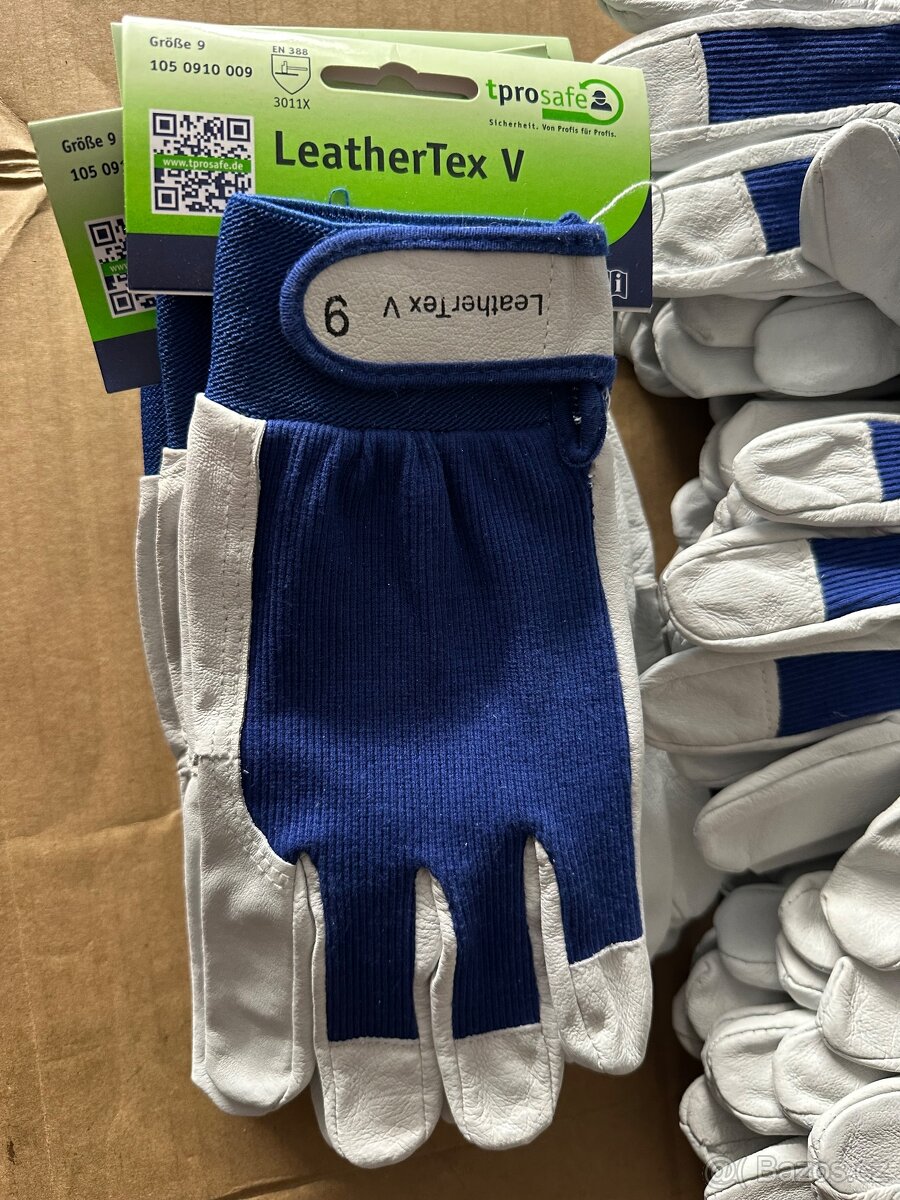 Größe 9
105 0910 009
EN 388
3011X
tprosafe
Sicherheit. Von Profis für Profis.
www.tprosafe.de
LeatherTex V
Größe 9
105 091
www
i
9
LeatherTex V
Bazos.cz